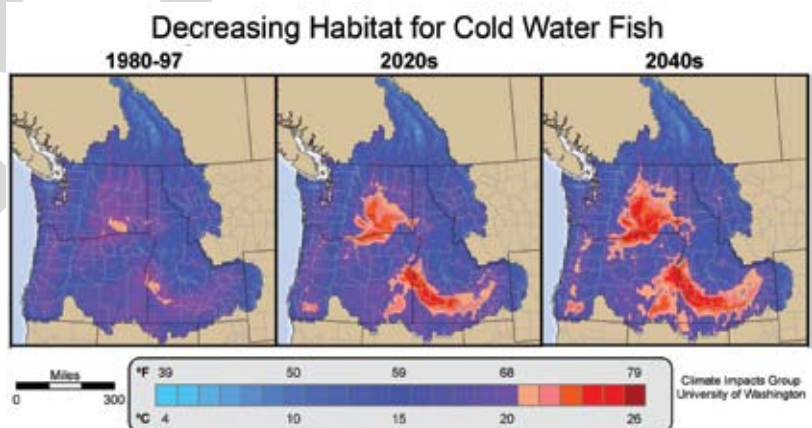 Decreasing Habitat for Cold Water Fish
1980-97 2020s 2040s
Miles
0 300
°F 39 50 59 68 79
°C 4 10 15 20 26
Climate Impacts Group
University of Washington